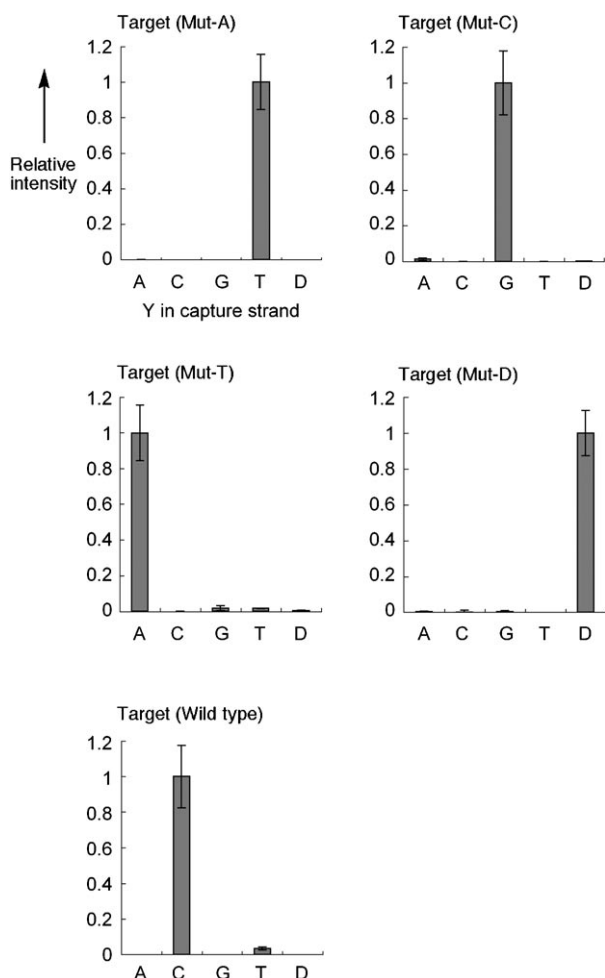 Target (Mut-A)
1.2
1
0.8
0.6
0.4
0.2
0
Relative
intensity
A C G T D
Y in capture strand
Target (Mut-C)
1.2
1
0.8
0.6
0.4
0.2
0
A C G T D
Target (Mut-T)
1.2
1
0.8
0.6
0.4
0.2
0
A C G T D
Target (Mut-D)
1.2
1
0.8
0.6
0.4
0.2
0
A C G T D
Target (Wild type)
1.2
1
0.8
0.6
0.4
0.2
0
A C G T D